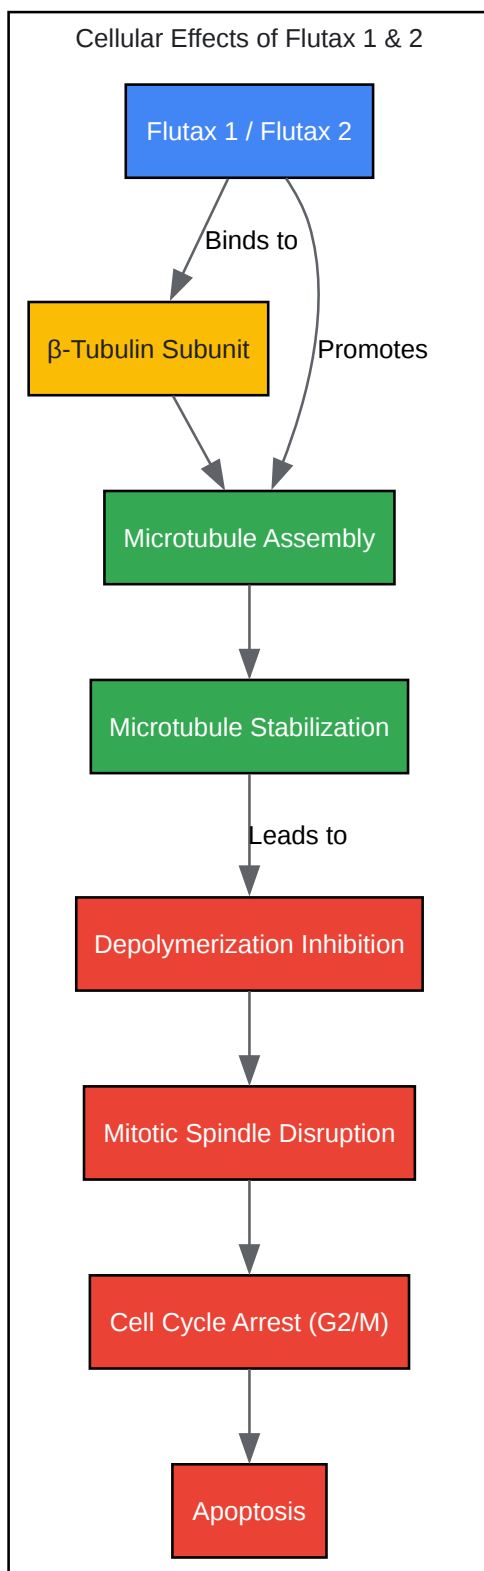 Cellular Effects of Flutax 1 & 2
Flutax 1 / Flutax 2
Binds to
β-Tubulin Subunit
Promotes
Microtubule Assembly
Microtubule Stabilization
Leads to
Depolymerization Inhibition
Mitotic Spindle Disruption
Cell Cycle Arrest (G2/M)
Apoptosis